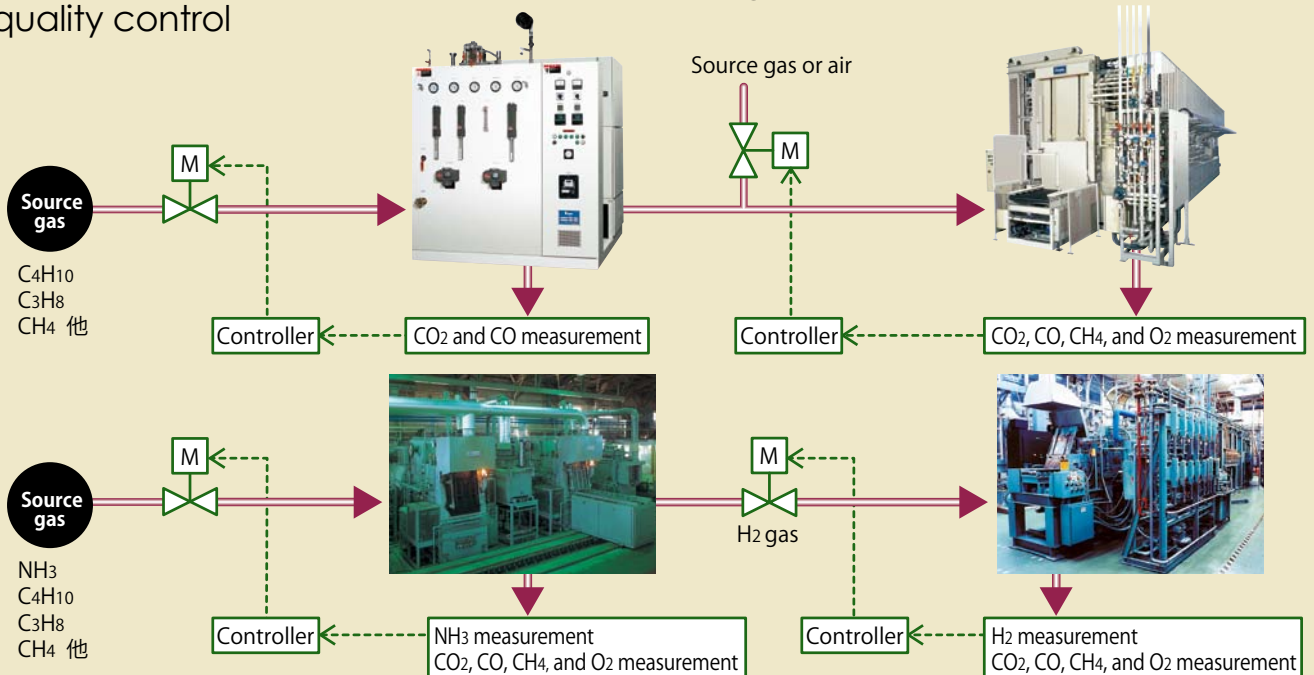 quality control
Source gas or air
M
M
Source
gas
C4H10
C3H8
CH4 他
Controller
CO2 and CO measurement
Controller
CO2, CO, CH4, and O2 measurement
M
M
Source
gas
H2 gas
NH3
C4H10
C3H8
CH4 他
Controller
NH3 measurement
CO2, CO, CH4, and O2 measurement
Controller
H2 measurement
CO2, CO, CH4, and O2 measurement